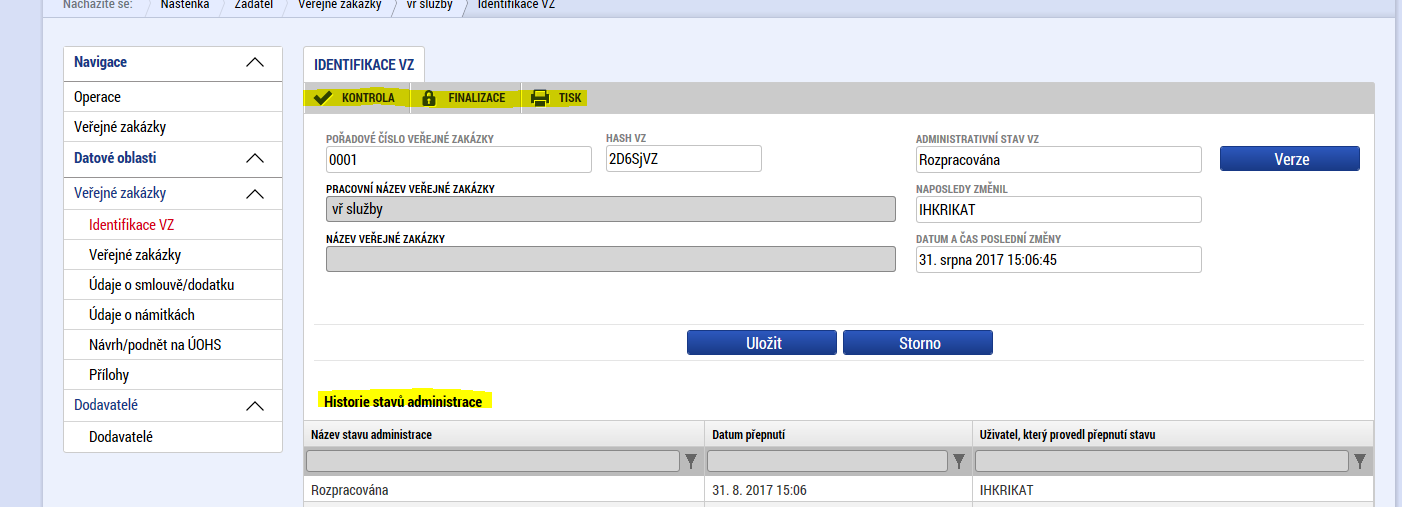 Nacházíte se: Nástěnka Žadatel Veřejné zakázky vř služby Identifikace VZ
Navigace
Operace
Veřejné zakázky
Datové oblasti
Veřejné zakázky
Identifikace VZ
Veřejné zakázky
Údaje o smlouvě/dodatku
Údaje o námitkách
Návrh/podnět na ÚOHS
Přílohy
Dodavatelé
Dodavatelé
IDENTIFIKACE VZ
KONTROLA FINALIZACE TISK
POŘADOVÉ ČÍSLO VEŘEJNÉ ZAKÁZKY HASH VZ ADMINISTRATIVNÍ STAV VZ
0001 2D6SjVZ Rozpracována Verze
PRACOVNÍ NÁZEV VEŘEJNÉ ZAKÁZKY NAPOSLEDY ZMĚNIL
vř služby IHKRIKAT
NÁZEV VEŘEJNÉ ZAKÁZKY DATUM A ČAS POSLEDNÍ ZMĚNY
31. srpna 2017 15:06:45
Uložit Storno
Historie stavů administrace
Název stavu administrace Datum přepnutí Uživatel, který provedl přepnutí stavu
Rozpracována 31. 8. 2017 15:06 IHKRIKAT